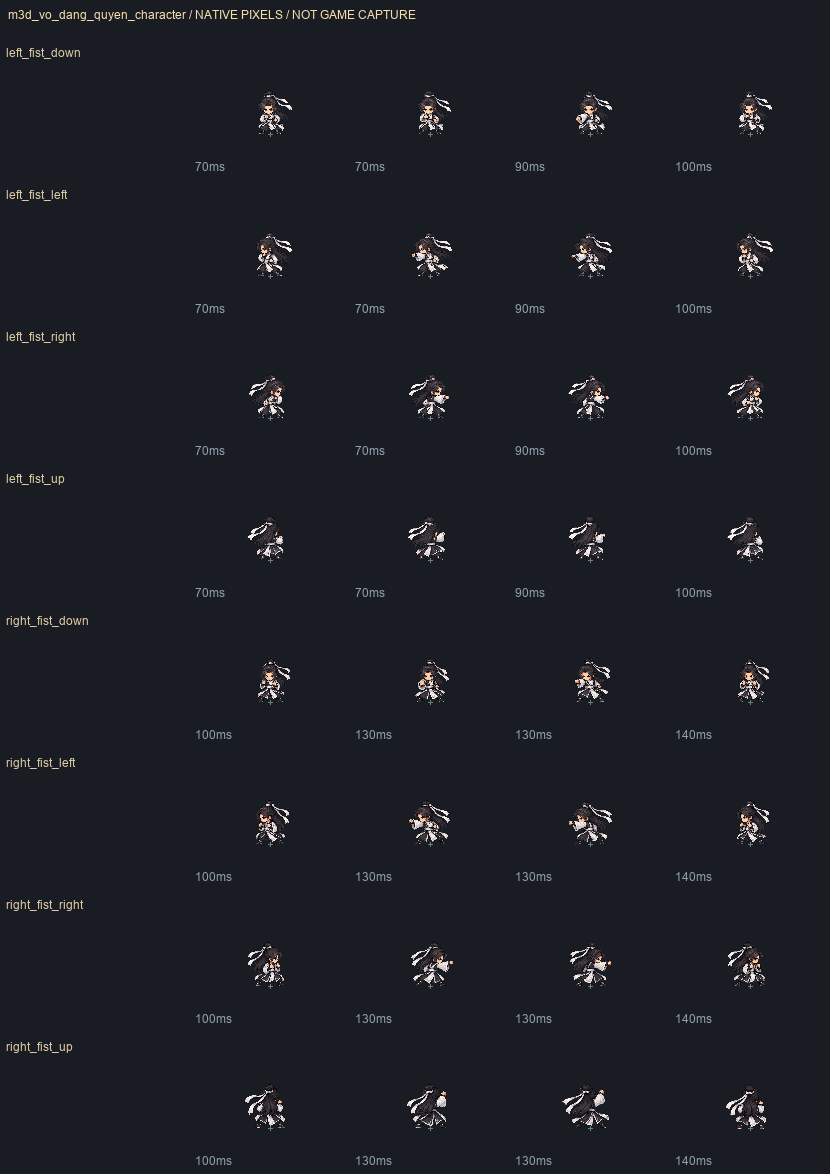 m3d_vo_dang_quyen_character / NATIVE PIXELS / NOT GAME CAPTURE
left_fist_down
70ms 70ms 90ms 100ms
left_fist_left
70ms 70ms 90ms 100ms
left_fist_right
70ms 70ms 90ms 100ms
left_fist_up
70ms 70ms 90ms 100ms
right_fist_down
100ms 130ms 130ms 140ms
right_fist_left
100ms 130ms 130ms 140ms
right_fist_right
100ms 130ms 130ms 140ms
right_fist_up
100ms 130ms 130ms 140ms